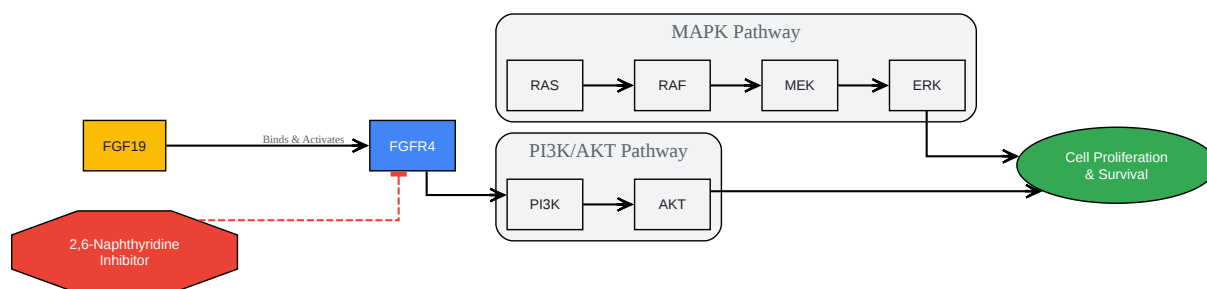 MAPK Pathway
RAS
RAF
MEK
ERK
FGF19
Binds & Activates
FGFR4
PI3K/AKT Pathway
PI3K
AKT
Cell Proliferation
& Survival
2,6-Naphthyridine
Inhibitor